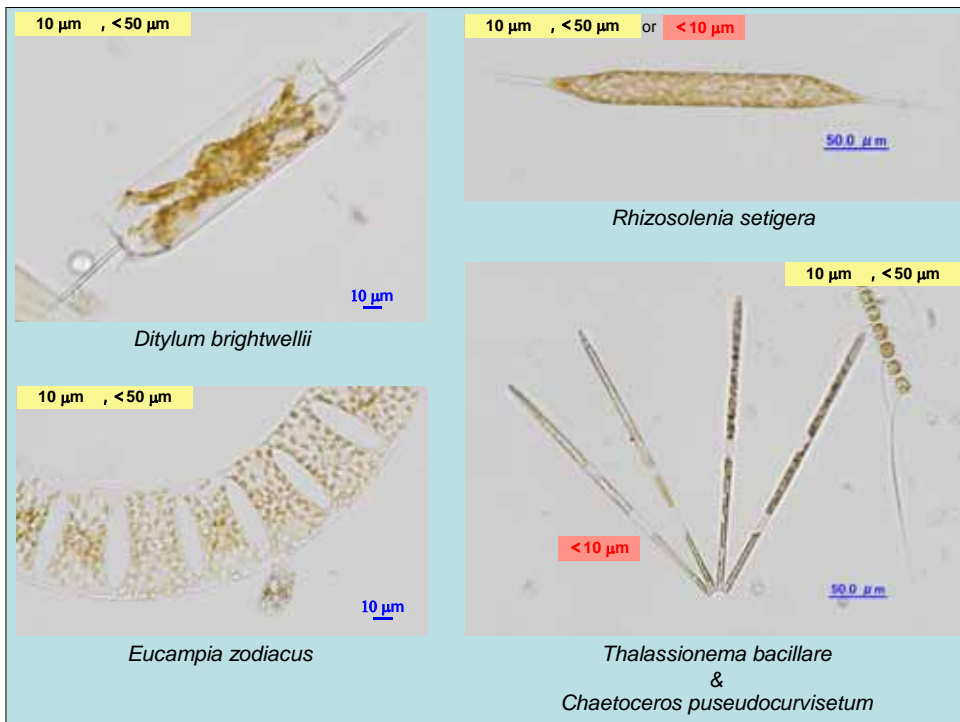 10 μm , <50 μm
10 μm
Ditylum brightwellii
10 μm , <50 μm or <10 μm
50.0 μm
Rhizosolenia setigera
10 μm , <50 μm
10 μm
Eucampia zodiacus
10 μm , <50 μm
<10 μm
50.0 μm
Thalassionema bacillare
&
Chaetoceros puseudocurvisetum